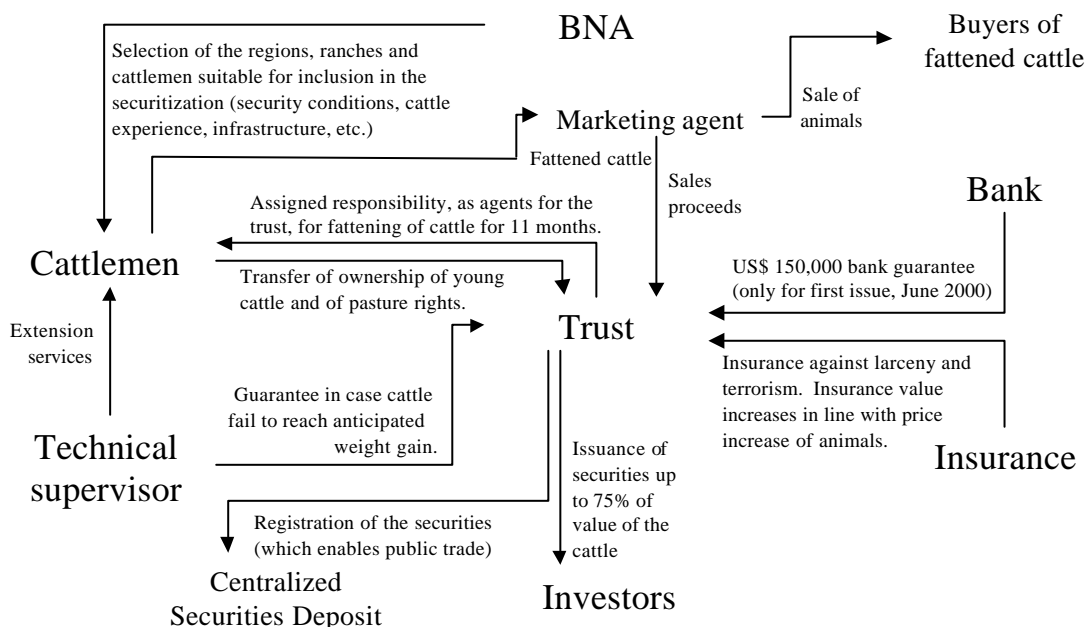 BNA
Selection of the regions, ranches and
cattlemen suitable for inclusion in the
securitization (security conditions, cattle
experience, infrastructure, etc.)
Buyers of
fattened cattle
Sale of
animals
Marketing agent
Fattened cattle
Sales
proceeds
Bank
Assigned responsibility, as agents for the
trust, for fattening of cattle for 11 months.
Cattlemen
Transfer of ownership of young
cattle and of pasture rights.
US$ 150,000 bank guarantee
(only for first issue, June 2000)
Trust
Extension
services
Insurance against larceny and
terrorism. Insurance value
increases in line with price
increase of animals.
Guarantee in case cattle
fail to reach anticipated
weight gain.
Technical
supervisor
Insurance
Issuance of
securities up
to 75% of
value of the
cattle
Registration of the securities
(which enables public trade)
Centralized
Securities Deposit
Investors